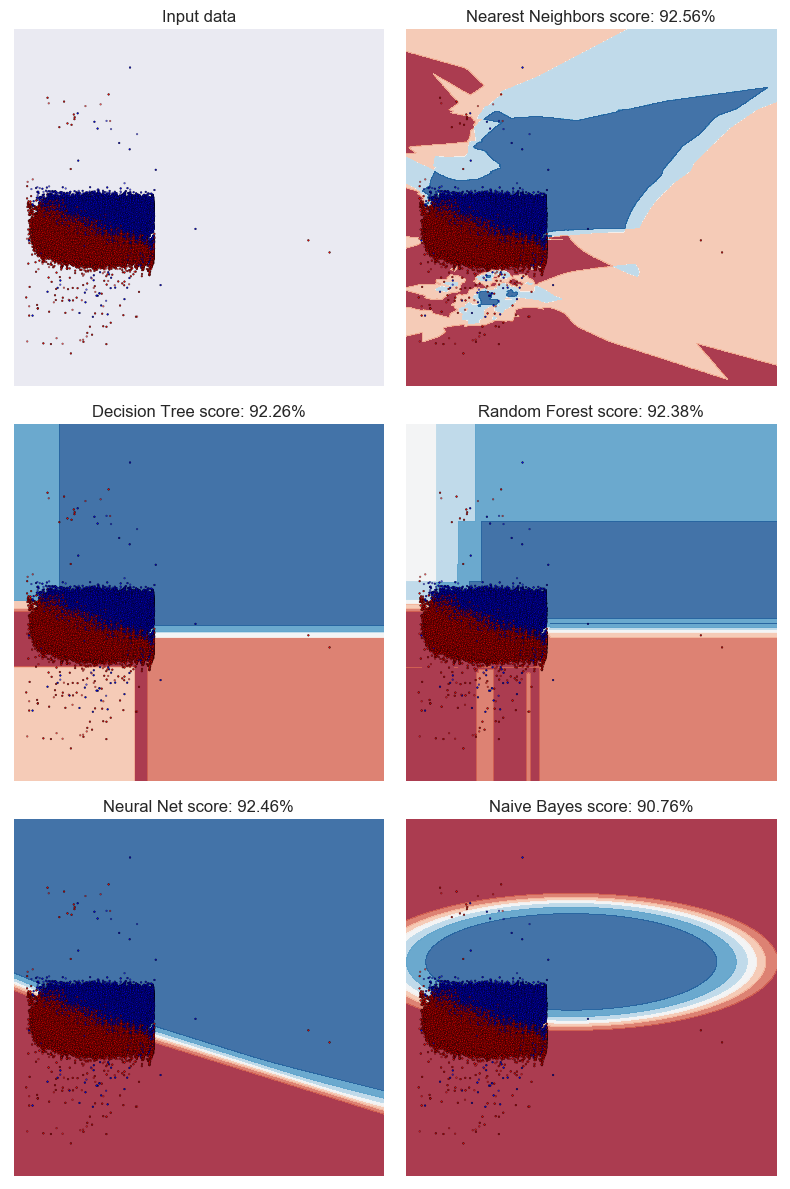 Input data
Nearest Neighbors score: 92.56%
Decision Tree score: 92.26%
Random Forest score: 92.38%
Neural Net score: 92.46%
Naive Bayes score: 90.76%